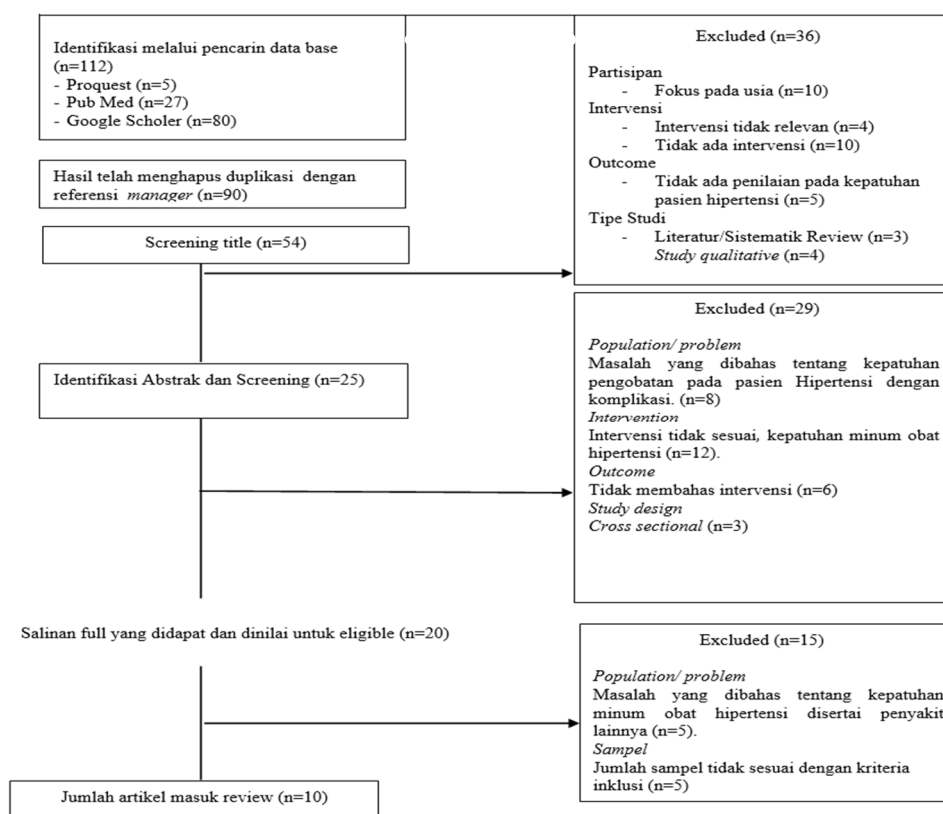 Identifikasi melalui pencarin data base
(n=112)
- Proquest (n=5)
- Pub Med (n=27)
- Google Scholer (n=80)
Hasil telah menghapus duplikasi dengan
referensi manager (n=90)
Screening title (n=54)
Excluded (n=36)
Partisipan
- Fokus pada usia (n=10)
Intervensi
- Intervensi tidak relevan (n=4)
- Tidak ada intervensi (n=10)
Outcome
- Tidak ada penilaian pada kepatuhan
pasien hipertensi (n=5)
Tipe Studi
- Literatur/Sistematik Review (n=3)
Study qualitative (n=4)
Identifikasi Abstrak dan Screening (n=25)
Excluded (n=29)
Population/ problem
Masalah yang dibahas tentang kepatuhan
pengobatan pada pasien Hipertensi dengan
komplikasi. (n=8)
Intervention
Intervensi tidak sesuai, kepatuhan minum obat
hipertensi (n=12).
Outcome
Tidak membahas intervensi (n=6)
Study design
Cross sectional (n=3)
Salinan full yang didapat dan dinilai untuk eligible (n=20)
Excluded (n=15)
Population/ problem
Masalah yang dibahas tentang kepatuhan
minum obat hipertensi disertai penyakit
lainnya (n=5).
Sampel
Jumlah sampel tidak sesuai dengan kriteria
inklusi (n=5)
Jumlah artikel masuk review (n=10)